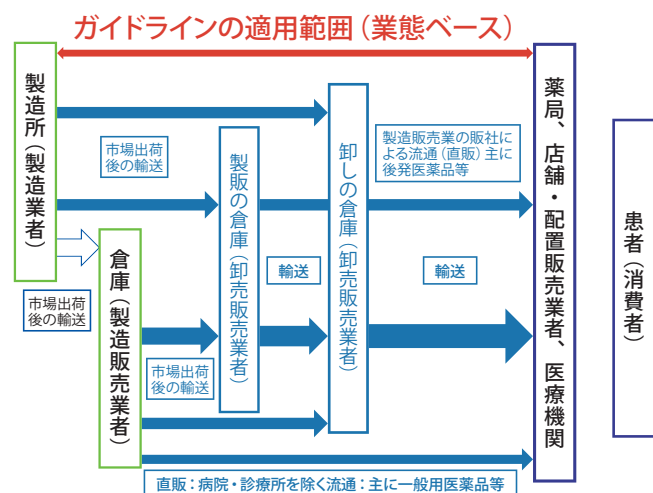 ガイドラインの適用範囲（業態ベース）
製造所（製造業者）
市場出荷
後の輸送
市場出荷
後の輸送
倉庫（製造販売業者）
市場出荷
後の輸送
製販の倉庫（卸売販売業者）
輸送
卸しの倉庫（卸売販売業者）
製造販売業の販社に
よる流通（直販）主に
後発医薬品等
輸送
薬局、店舗・配置販売業者、医療機関
患者（消費者）
直販：病院・診療所を除く流通：主に一般用医薬品等